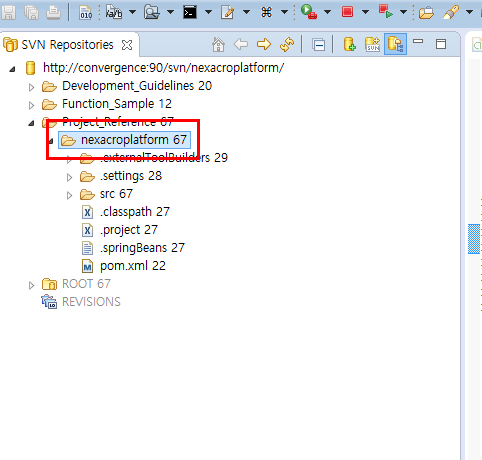 SVN Repositories
http://convergence:90/svn/nexacroplatform/
Development_Guidelines 20
Function_Sample 12
Project_Reference 67
nexacroplatform 67
.externalToolBuilders 29
.settings 28
src 67
.classpath 27
.project 27
.springBeans 27
pom.xml 22
ROOT 67
REVISIONS